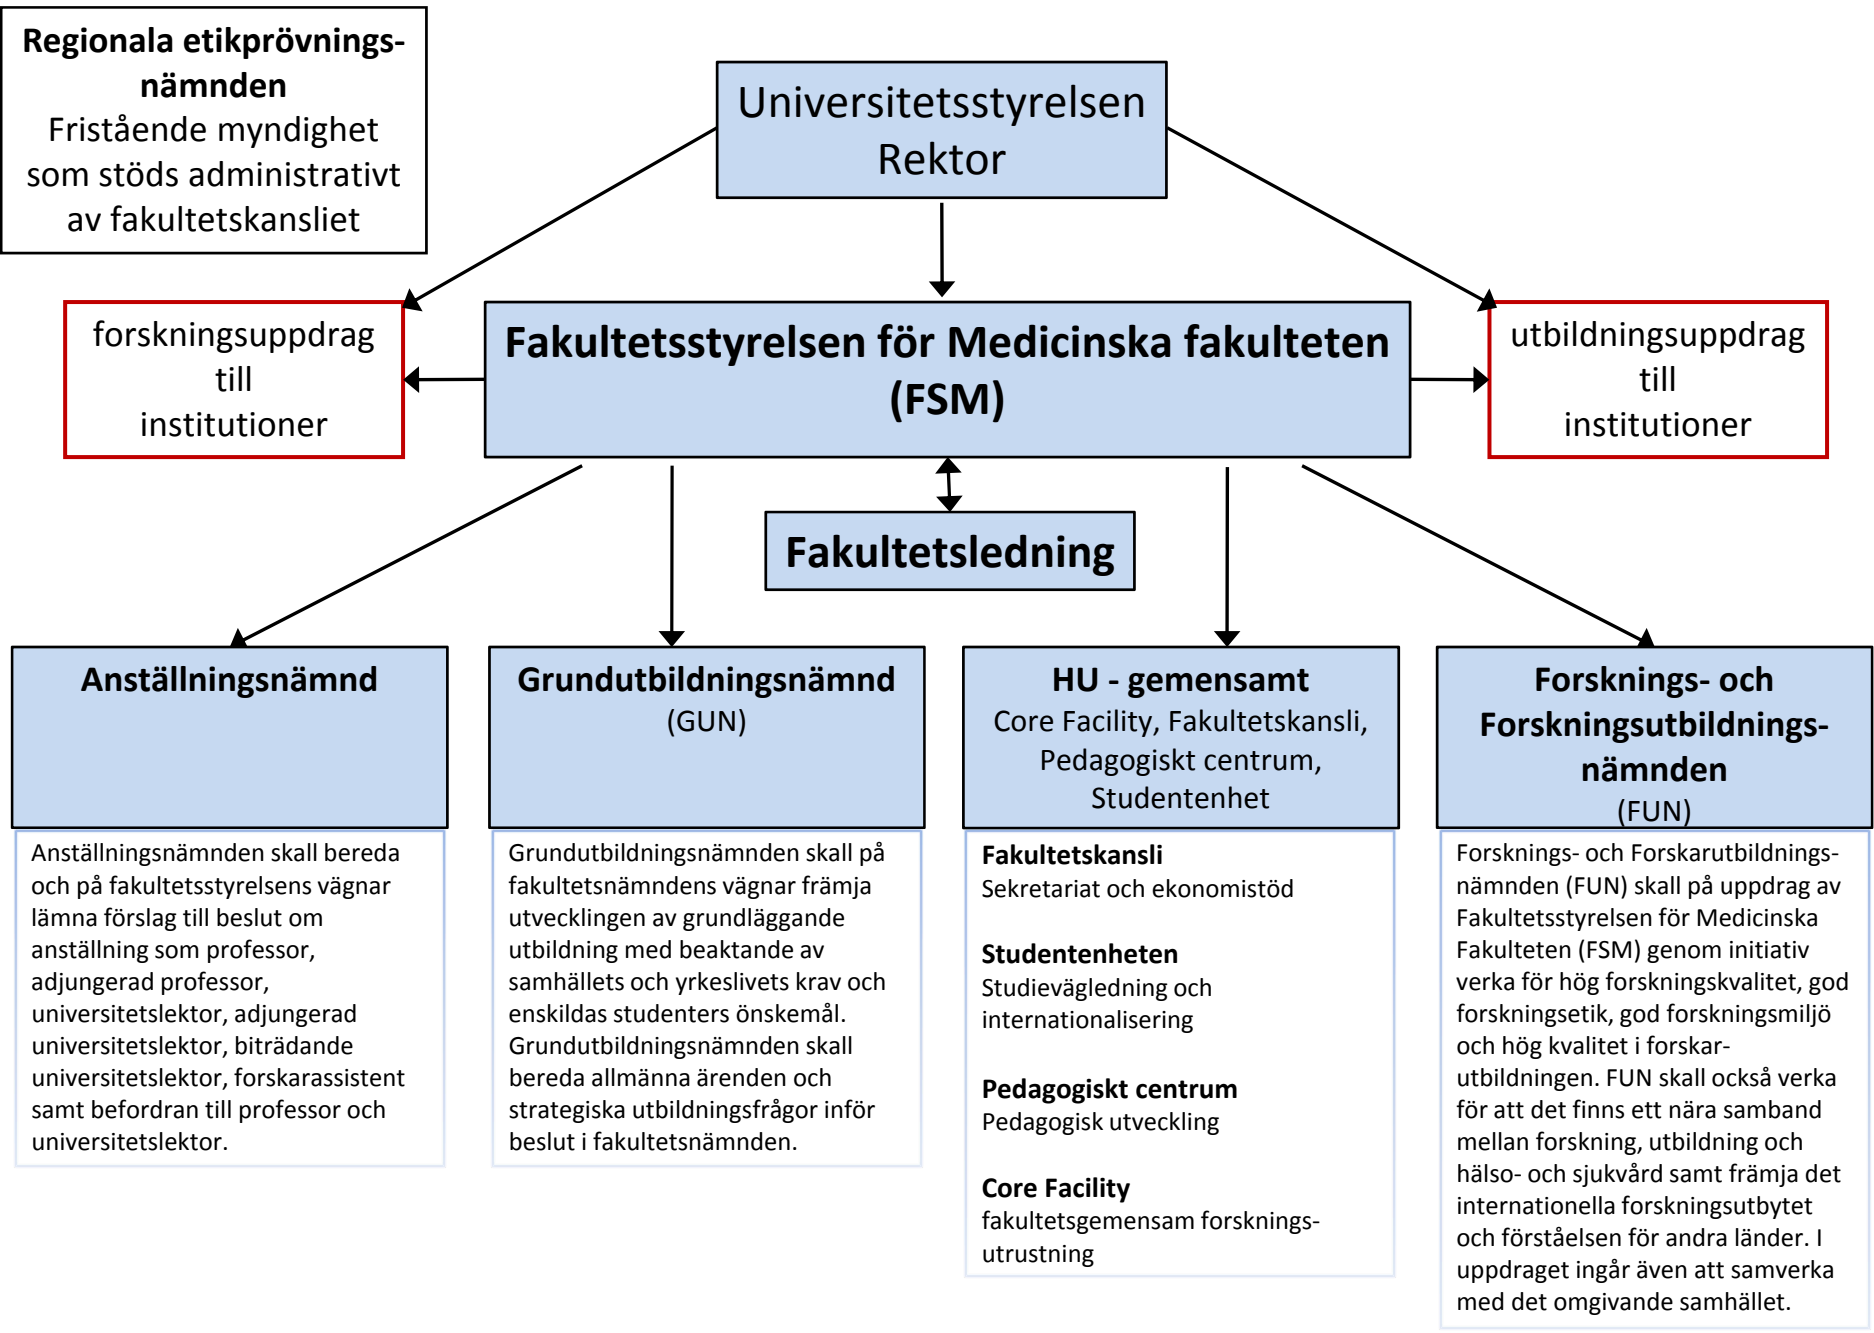 Regionala etikprövnings-
nämnden
Fristående myndighet
som stöds administrativt
av fakultetskansliet
Universitetsstyrelsen
Rektor
forskningsuppdrag
till
institutioner
Fakultetsstyrelsen för Medicinska fakulteten
(FSM)
utbildningsuppdrag
till
institutioner
Fakultetsledning
Anställningsnämnd
Anställningsnämnden skall bereda
och på fakultetsstyrelsens vägnar
lämna förslag till beslut om
anställning som professor,
adjungerad professor,
universitetslektor, adjungerad
universitetslektor, biträdande
universitetslektor, forskarassistent
samt befordran till professor och
universitetslektor.
Grundutbildningsnämnd
(GUN)
Grundutbildningsnämnden skall på
fakultetsnämndens vägnar främja
utvecklingen av grundläggande
utbildning med beaktande av
samhällets och yrkeslivets krav och
enskildas studenters önskemål.
Grundutbildningsnämnden skall
bereda allmänna ärenden och
strategiska utbildningsfrågor inför
beslut i fakultetsnämnden.
HU - gemensamt
Core Facility, Fakultetskansli,
Pedagogiskt centrum,
Studentenhet
Fakultetskansli
Sekretariat och ekonomistöd
Studentenheten
Studievägledning och
internationalisering
Pedagogiskt centrum
Pedagogisk utveckling
Core Facility
fakultetsgemensam forsknings-
utrustning
Forsknings- och
Forskningsutbildnings-
nämnden
(FUN)
Forsknings- och Forskarutbildnings-
nämnden (FUN) skall på uppdrag av
Fakultetsstyrelsen för Medicinska
Fakulteten (FSM) genom initiativ
verka för hög forskningskvalitet, god
forskningsetik, god forskningsmiljö
och hög kvalitet i forskar-
utbildningen. FUN skall också verka
för att det finns ett nära samband
mellan forskning, utbildning och
hälso- och sjukvård samt främja det
internationella forskningsutbytet
och förståelsen för andra länder. I
uppdraget ingår även att samverka
med det omgivande samhället.